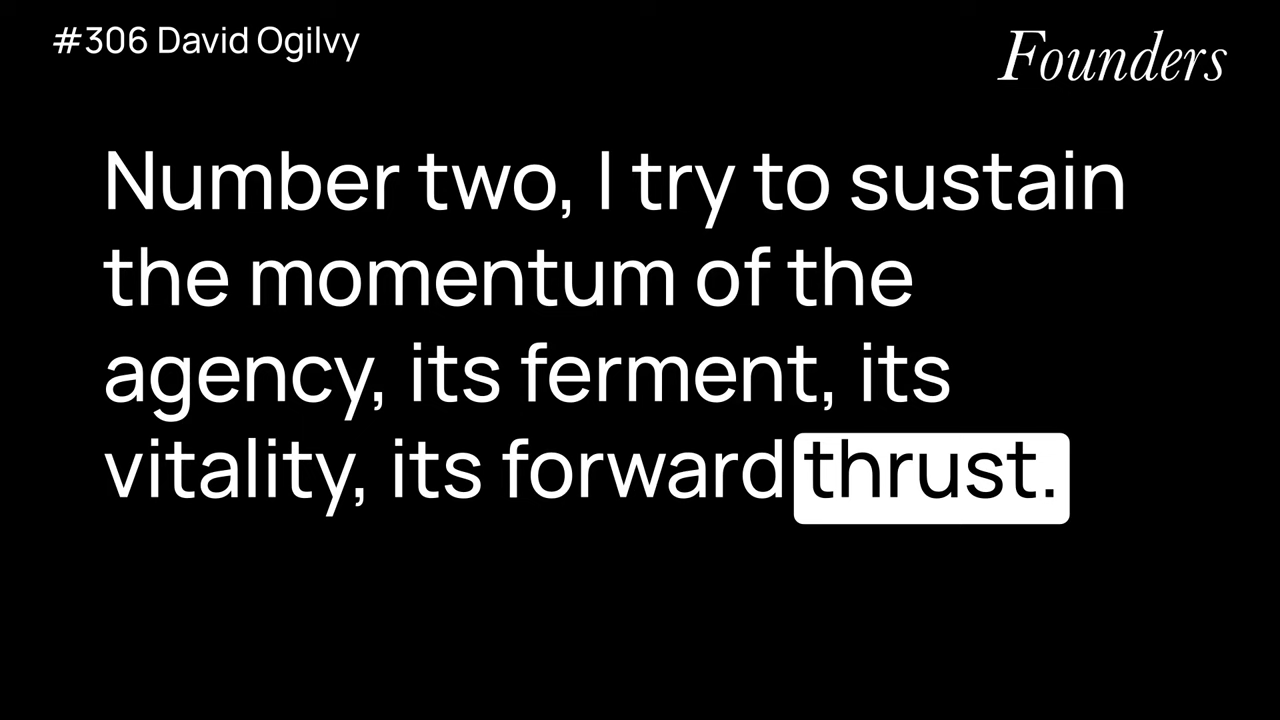 #306 David Ogilvy
Founders
Number two, I try to sustain
the momentum of the
agency, its ferment, its
vitality, its forward thrust.